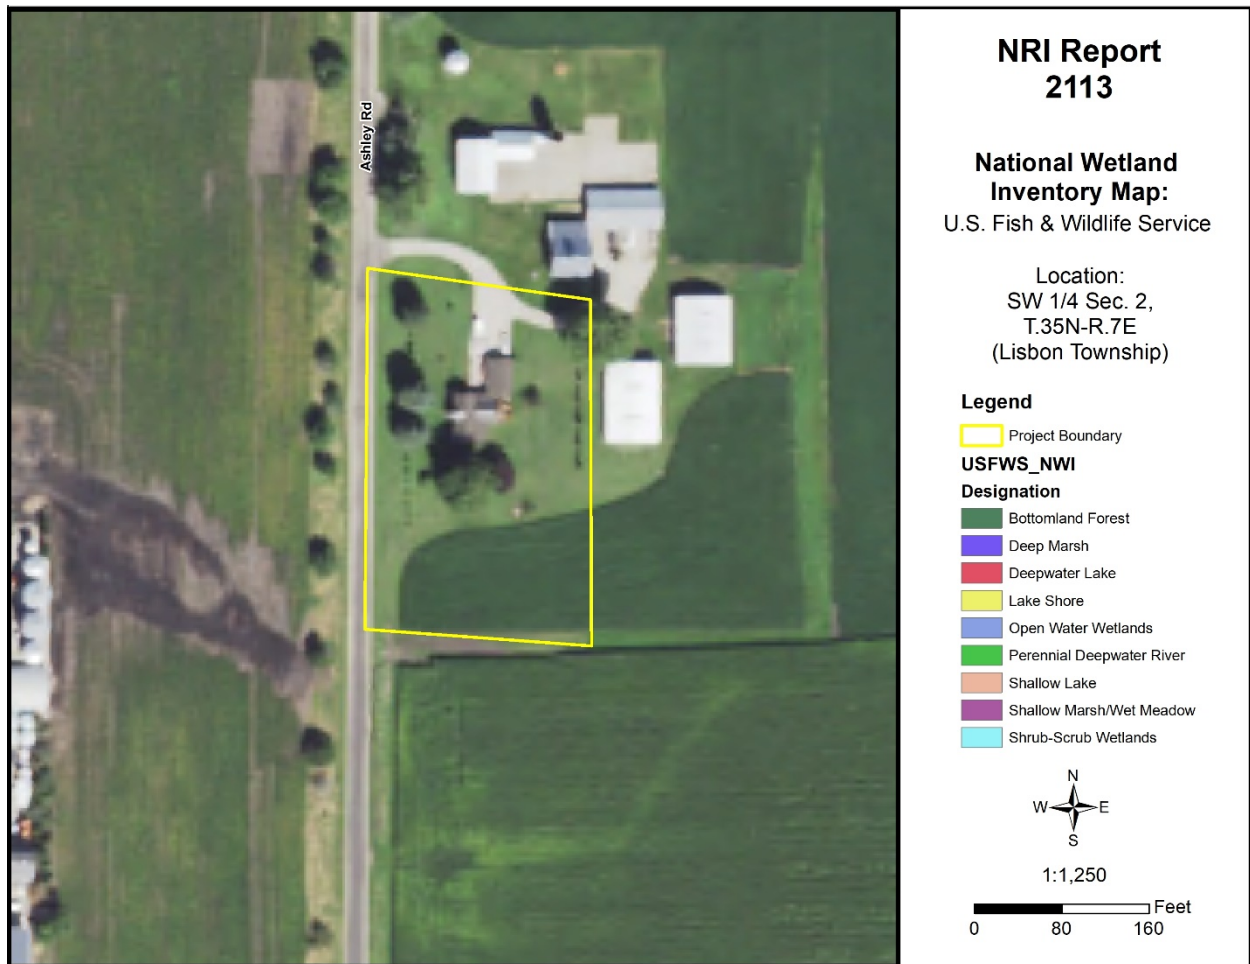 Ashley Rd
NRI Report
2113
National Wetland
Inventory Map:
U.S. Fish & Wildlife Service
Location:
SW 1/4 Sec. 2,
T.35N-R.7E
(Lisbon Township)
Legend
Project Boundary
USFWS_NWI
Designation
Bottomland Forest
Deep Marsh
Deepwater Lake
Lake Shore
Open Water Wetlands
Perennial Deepwater River
Shallow Lake
Shallow Marsh/Wet Meadow
Shrub-Scrub Wetlands
N
W E
S
1:1,250
Feet
0 80 160